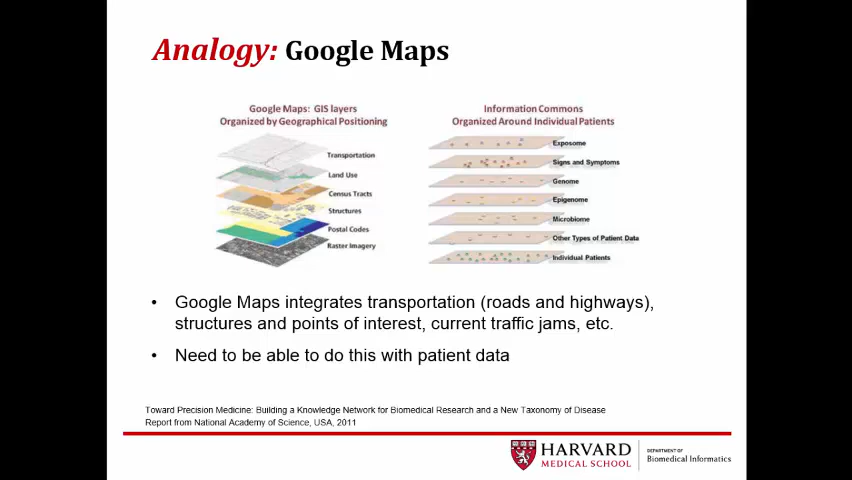 Analogy: Google Maps
Google Maps: GIS layers
Organized by Geographical Positioning
Transportation
Land Use
Census Tracts
Structures
Postal Codes
Raster Imagery
Information Commons
Organized Around Individual Patients
Exposome
Signs and Symptoms
Genome
Epigenome
Microbiome
Other Types of Patient Data
Individual Patients
• Google Maps integrates transportation (roads and highways),
structures and points of interest, current traffic jams, etc.
• Need to be able to do this with patient data
Toward Precision Medicine: Building a Knowledge Network for Biomedical Research and a New Taxonomy of Disease
Report from National Academy of Science, USA, 2011
HARVARD
MEDICAL SCHOOL
DEPARTMENT OF
Biomedical Informatics